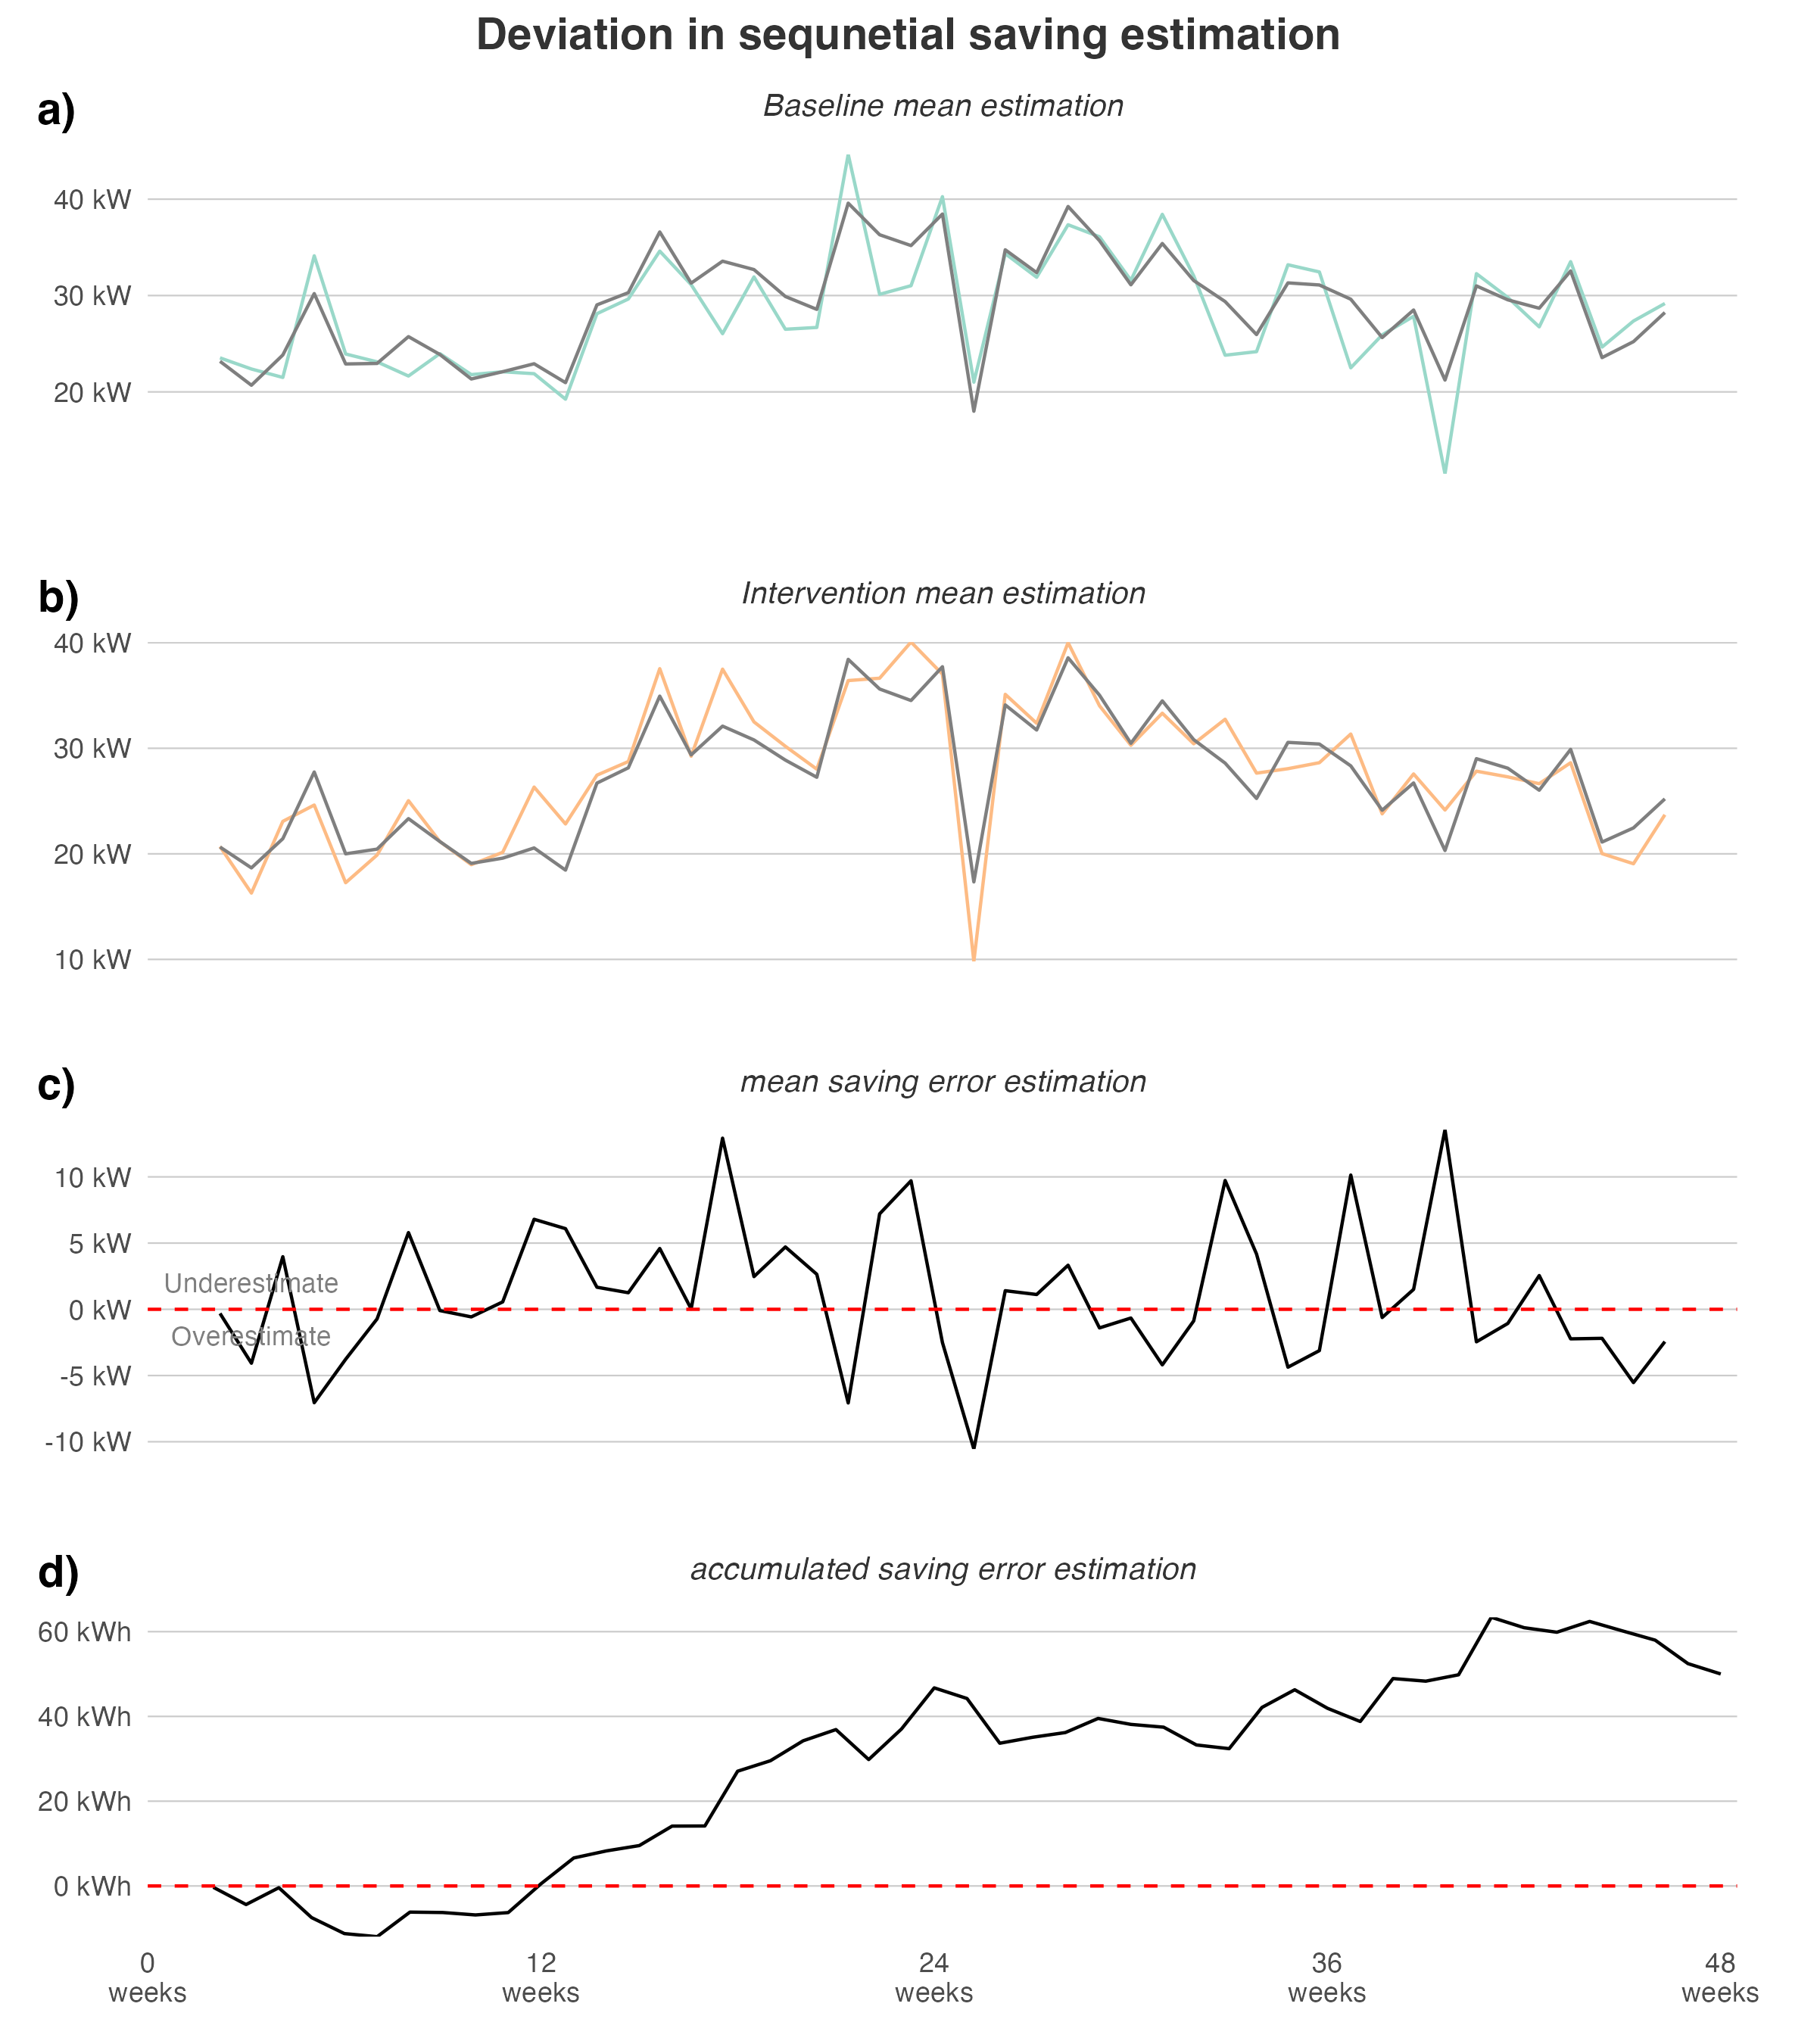 Deviation in sequnetial saving estimation
a)
Baseline mean estimation
40 kW
30 kW
20 kW
b)
Intervention mean estimation
40 kW
30 kW
20 kW
10 kW
c)
mean saving error estimation
10 kW
5 kW
Underestimate
0 kW
Overestimate
-5 kW
-10 kW
d)
accumulated saving error estimation
60 kWh
40 kWh
20 kWh
0 kWh
0 12 24 36 48
weeks weeks weeks weeks weeks